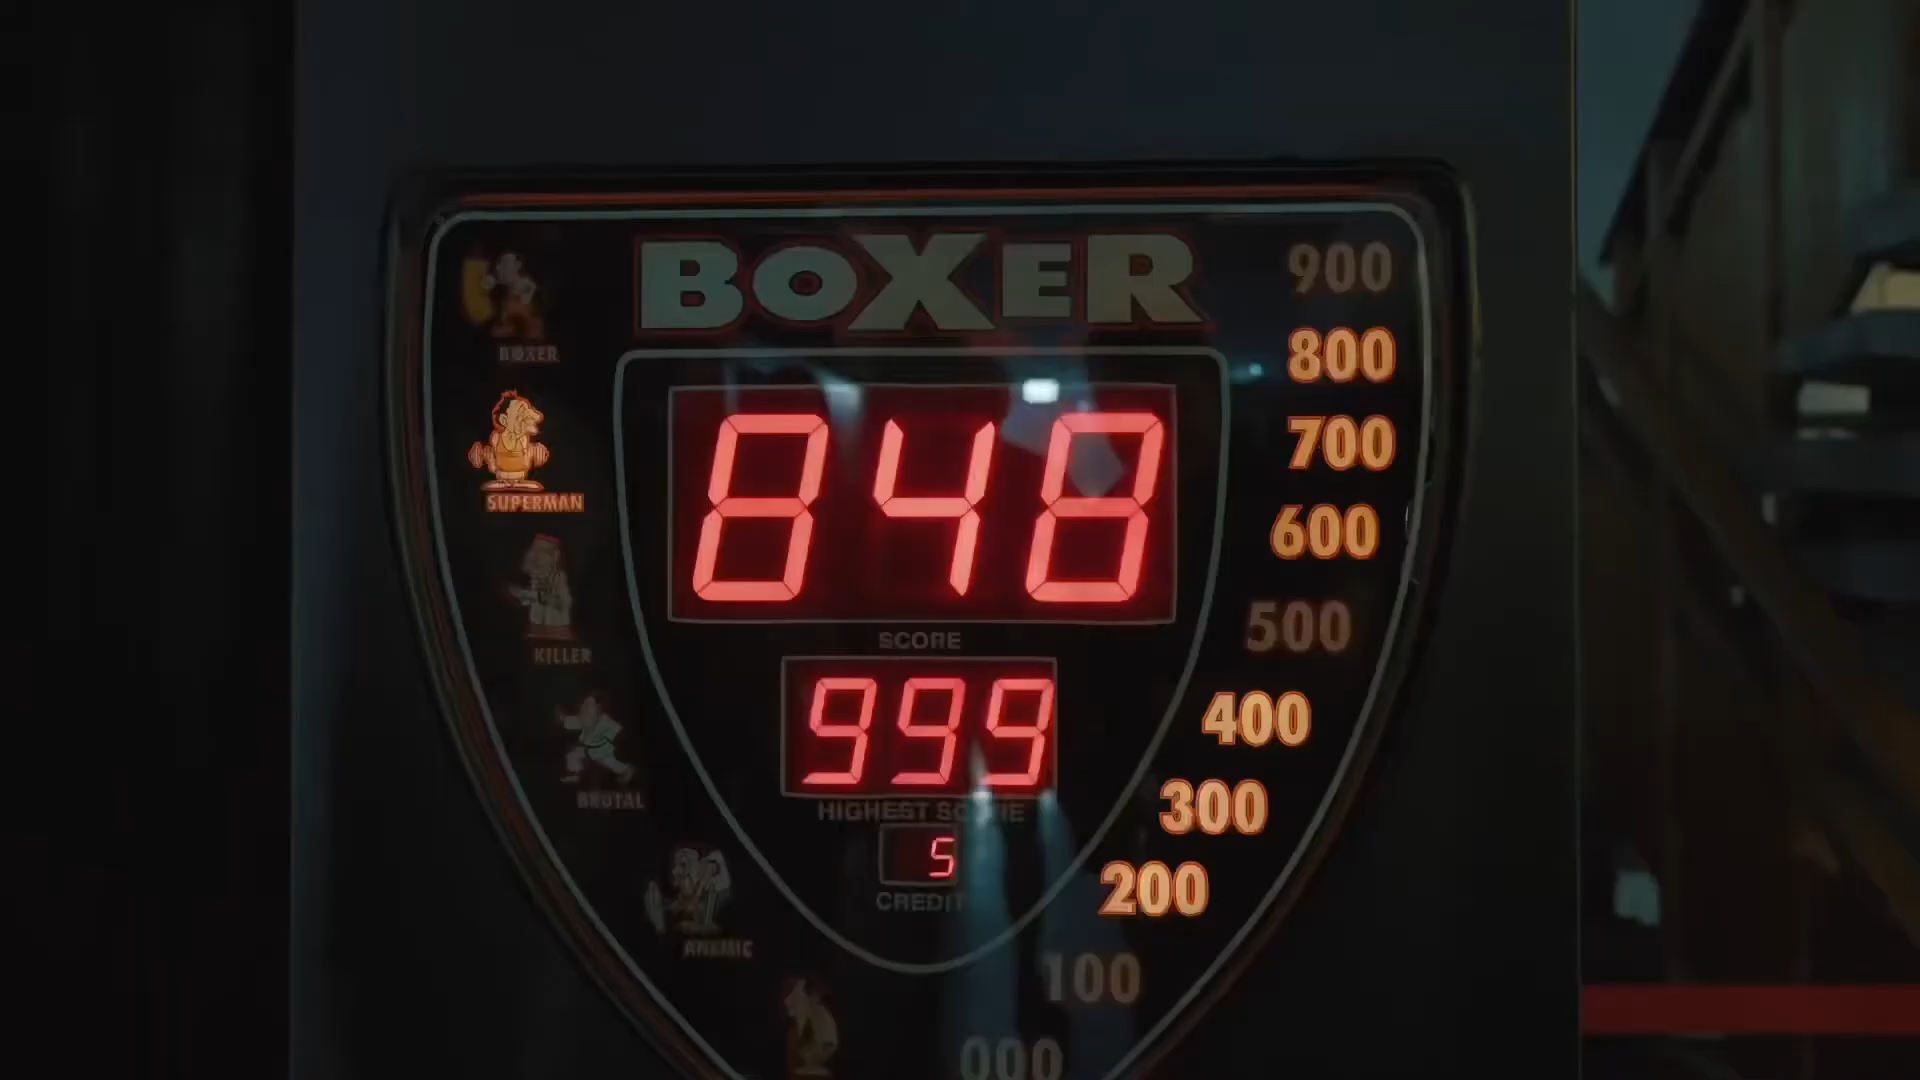 BOXER
900
BOXER
800
848
700
SUPERMAN
600
SCORE
500
KILLER
999
400
BRUTAL
HIGHEST SCORE
300
5
200
CREDIT
ANEMIC
100
000